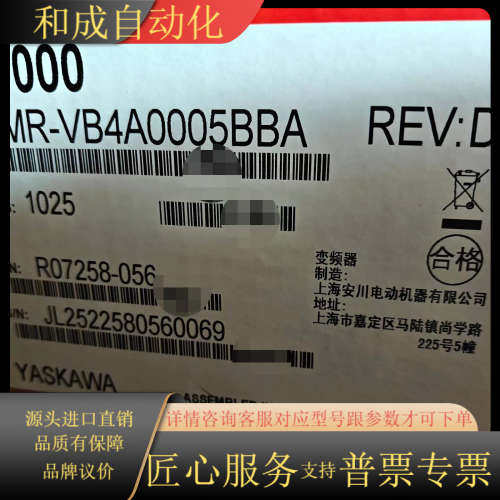 和成自动化
000
MR-VB4A0005BBA
REV:D
S: 1025
N: R07258-056
变频器
制造:
上海安川电动机器有限公司
地址:
上海市嘉定区马陆镇尚学路
225号5幢
合格
/N: JL2522580560069
YASKAWA
ASSEMBLED
源头进口直销
品质有保障
品牌议价
详情咨询客服对应型号跟参数才可下单
匠心服务支持普票专票